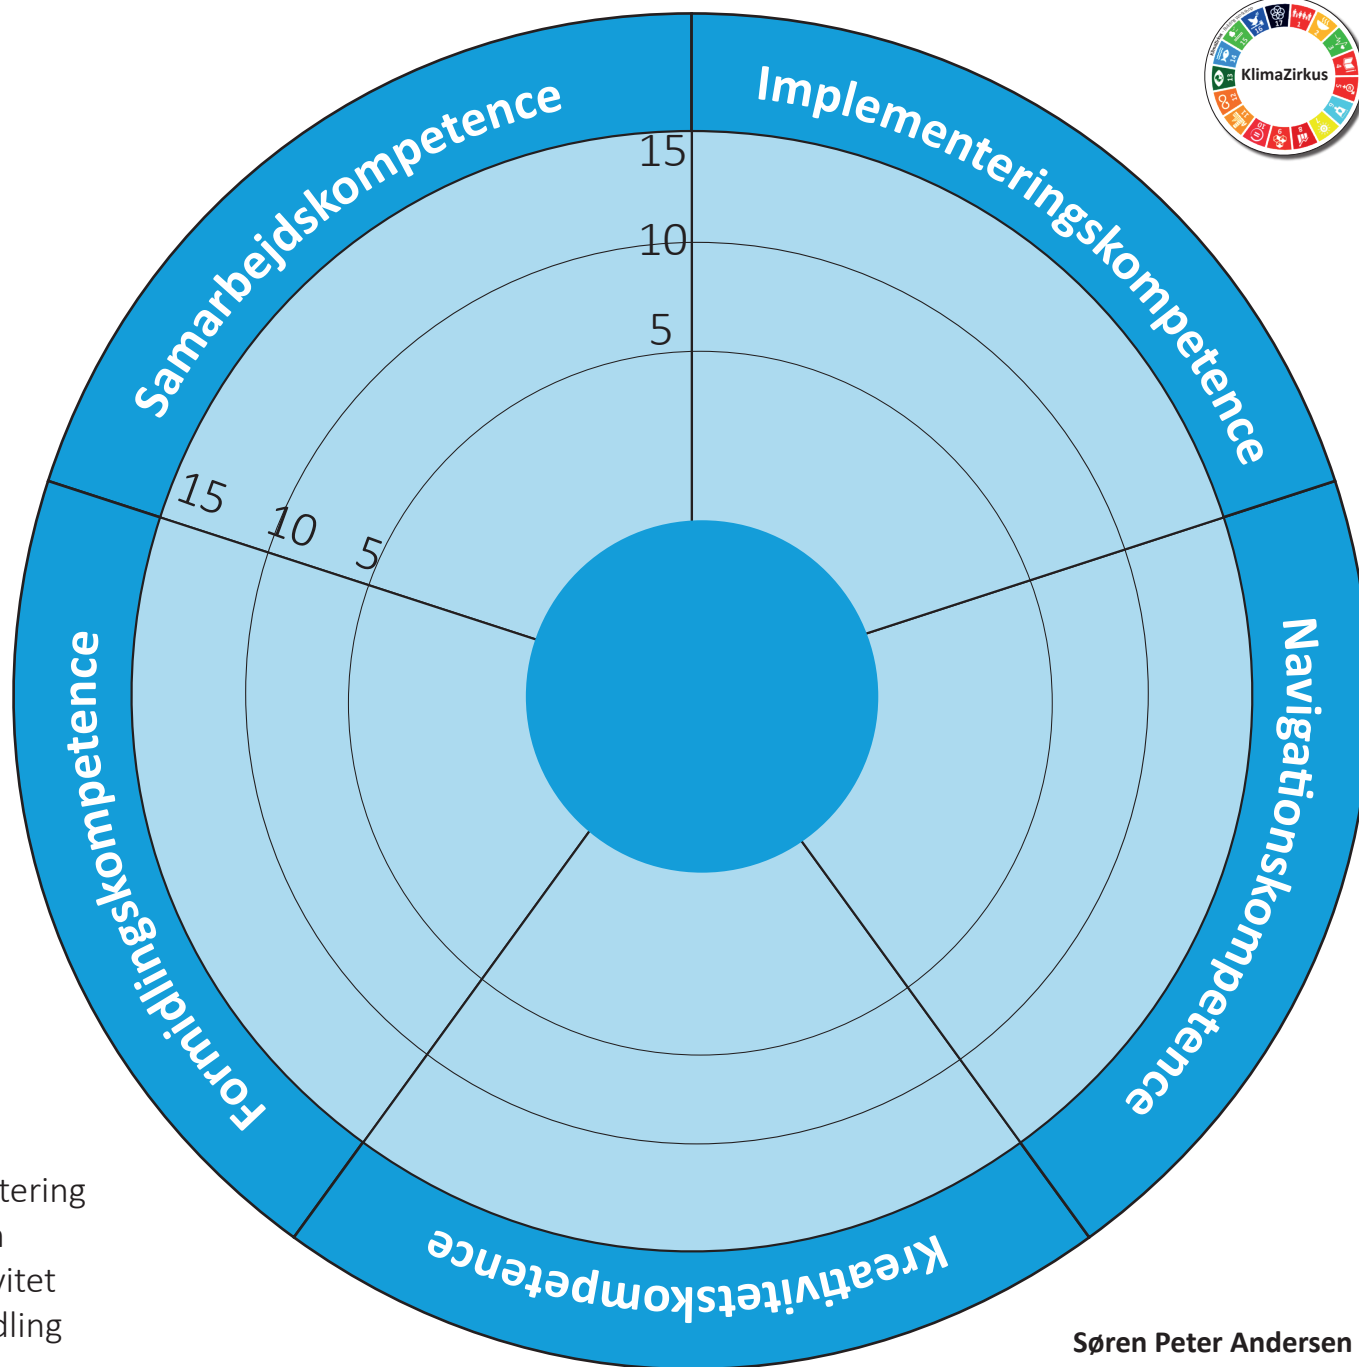 Samarbejdskompetence
Implementeringskompetence
KlimaZirkus
15
10
5
15
10
5
Navigationskompetence
Formidlingskompetence
Kreativitetskompetence
tering
vitet
dling
Søren Peter Andersen